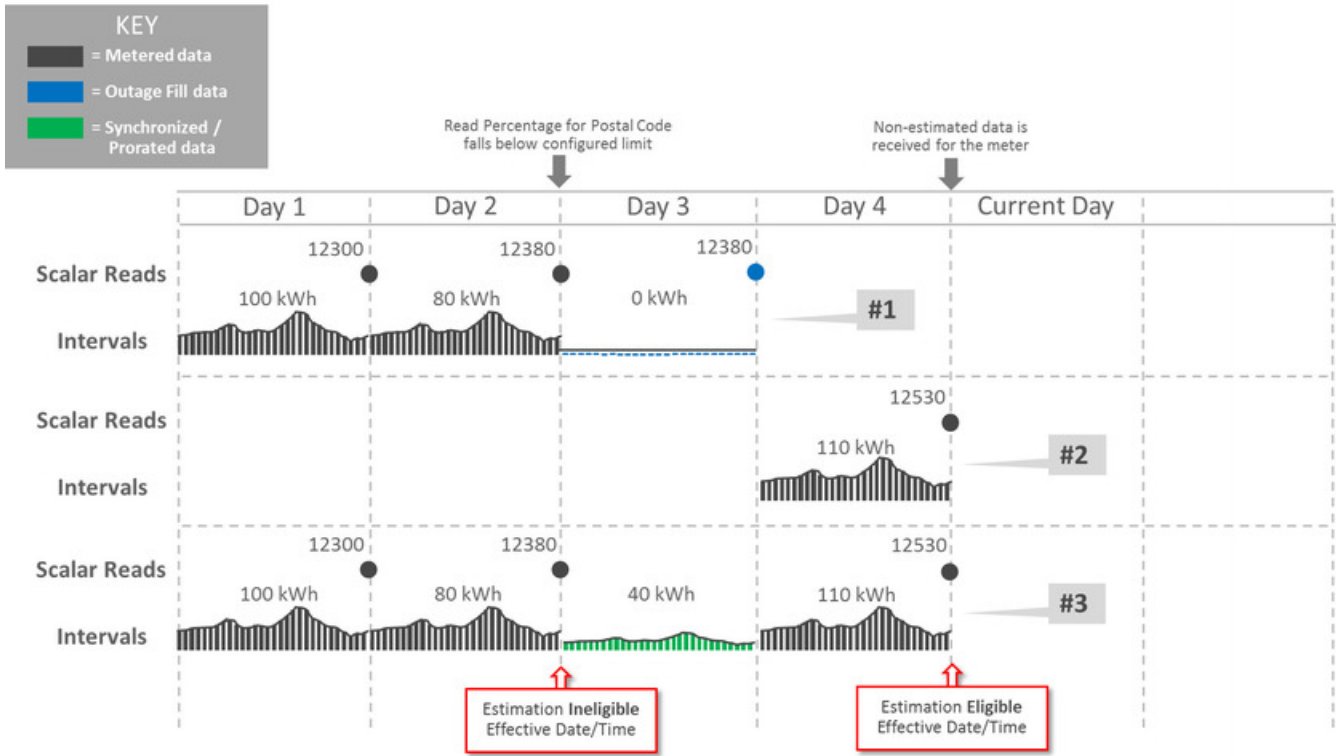 KEY
= Metered data
= Outage Fill data
= Synchronized /
Prorated data
Read Percentage for Postal Code
falls below configured limit
Non-estimated data is
received for the meter
Day 1
Day 2
Day 3
Day 4
Current Day
Scalar Reads
12300
12380
12380
100 kWh
80 kWh
0 kWh
#1
Intervals
Scalar Reads
12530
110 kWh
#2
Intervals
Scalar Reads
12300
12380
12530
100 kWh
80 kWh
40 kWh
110 kWh
#3
Intervals
Estimation Ineligible
Effective Date/Time
Estimation Eligible
Effective Date/Time